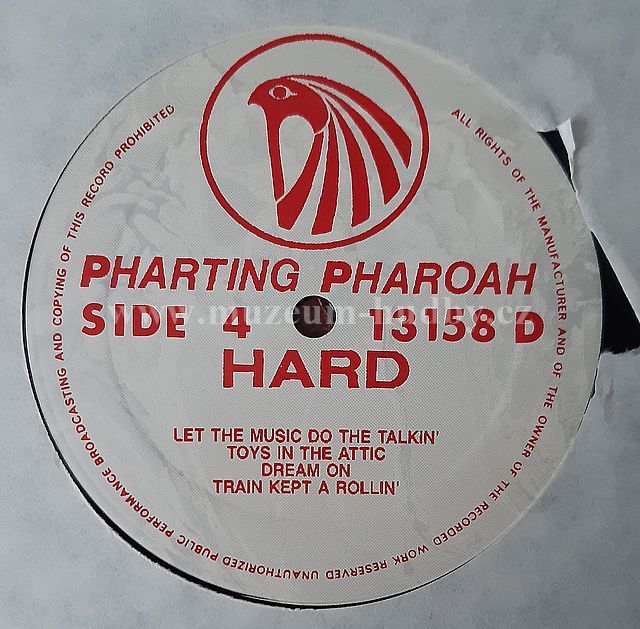 PHARTING PHAROAH
SIDE 4 13158 D
www.muzeum-hudby.cz
HARD
LET THE MUSIC DO THE TALKIN'
TOYS IN THE ATTIC
DREAM ON
TRAIN KEPT A ROLLIN'
ALL RIGHTS OF THE MANUFACTURER AND OF THE OWNER OF THE RECORDED WORK RESERVED UNAUTHORIZED PUBLIC PERFORMANCE BROADCASTING AND COPYING OF THIS RECORD PROHIBITED